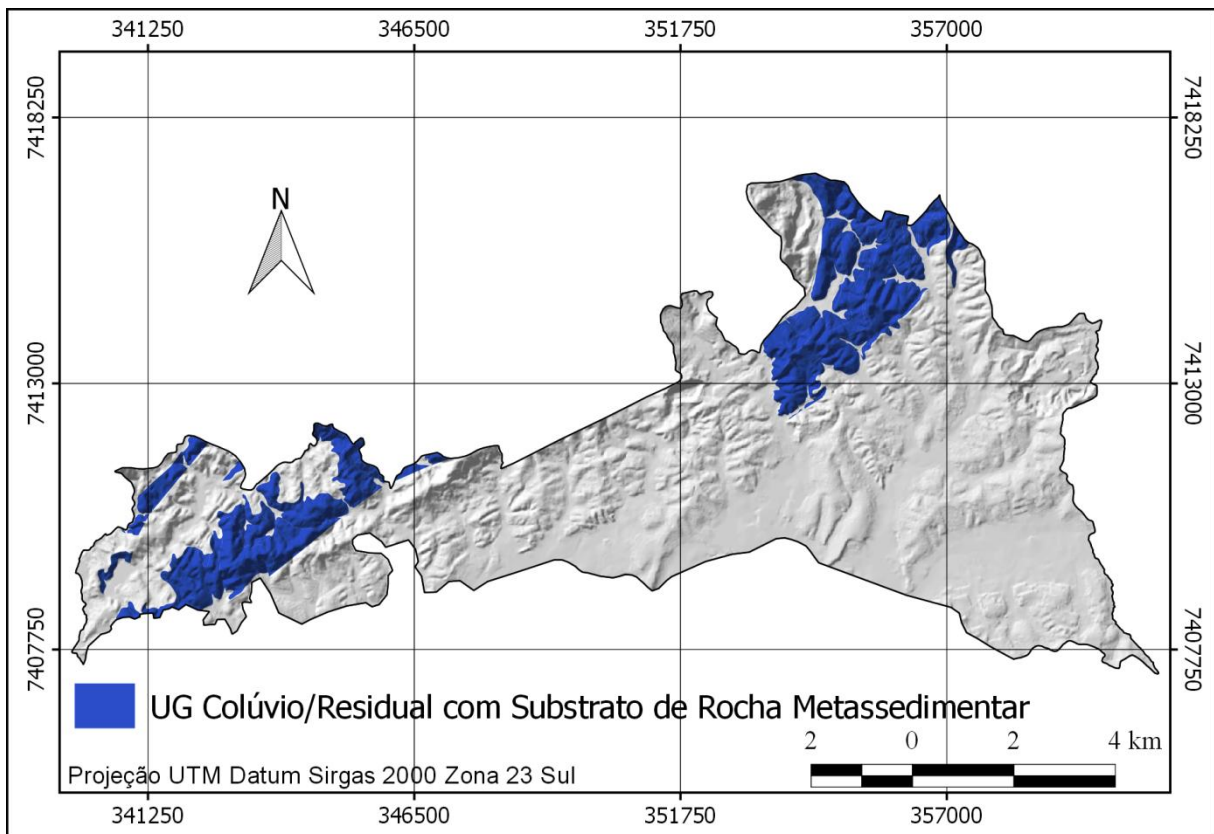 341250 346500 351750 357000
7418250 7418250
N
7413000 7413000
7407750 7407750
UG Colúvio/Residual com Substrato de Rocha Metassedimentar
2 0 2 4 km
Projeção UTM Datum Sirgas 2000 Zona 23 Sul
341250 346500 351750 357000